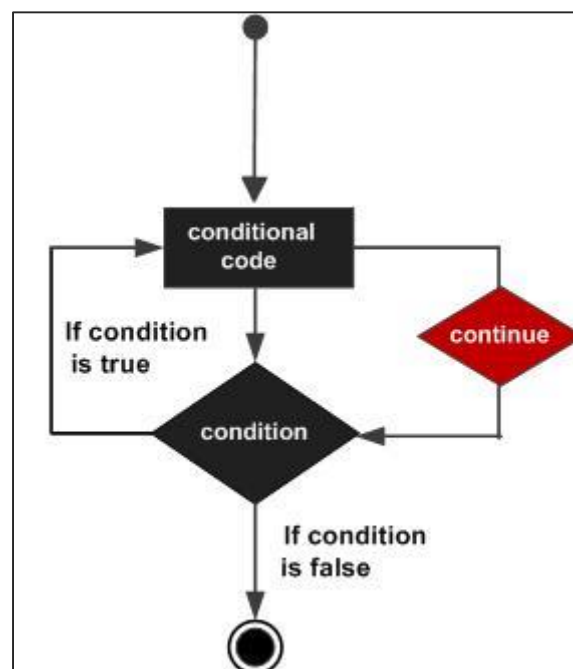 conditional
code
If condition
is true
continue
condition
If condition
is false